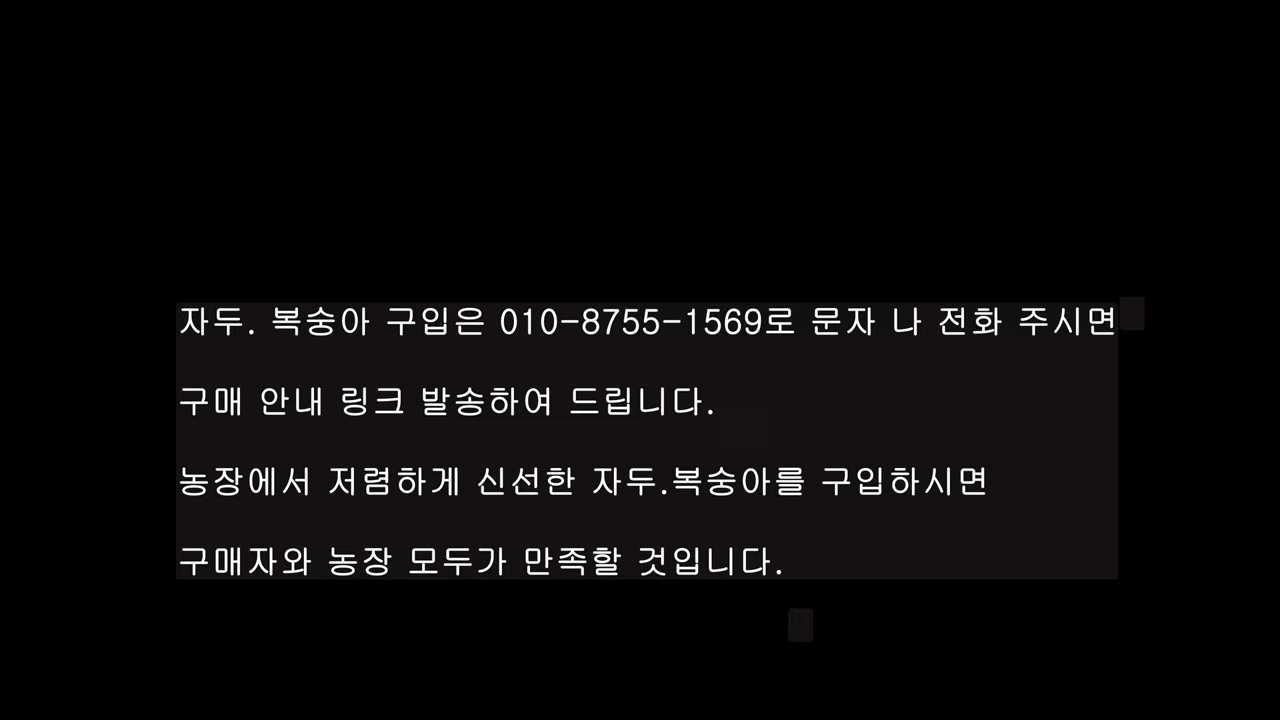 자두. 복숭아 구입은 010-8755-1569로 문자 나 전화 주시면
구매 안내 링크 발송하여 드립니다.
농장에서 저렴하게 신선한 자두.복숭아를 구입하시면
구매자와 농장 모두가 만족할 것입니다.